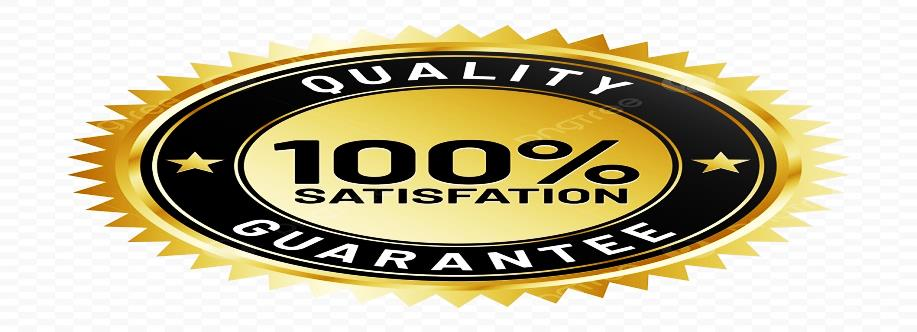 QUALITY
100%
SATISFATION
GUARANTEE